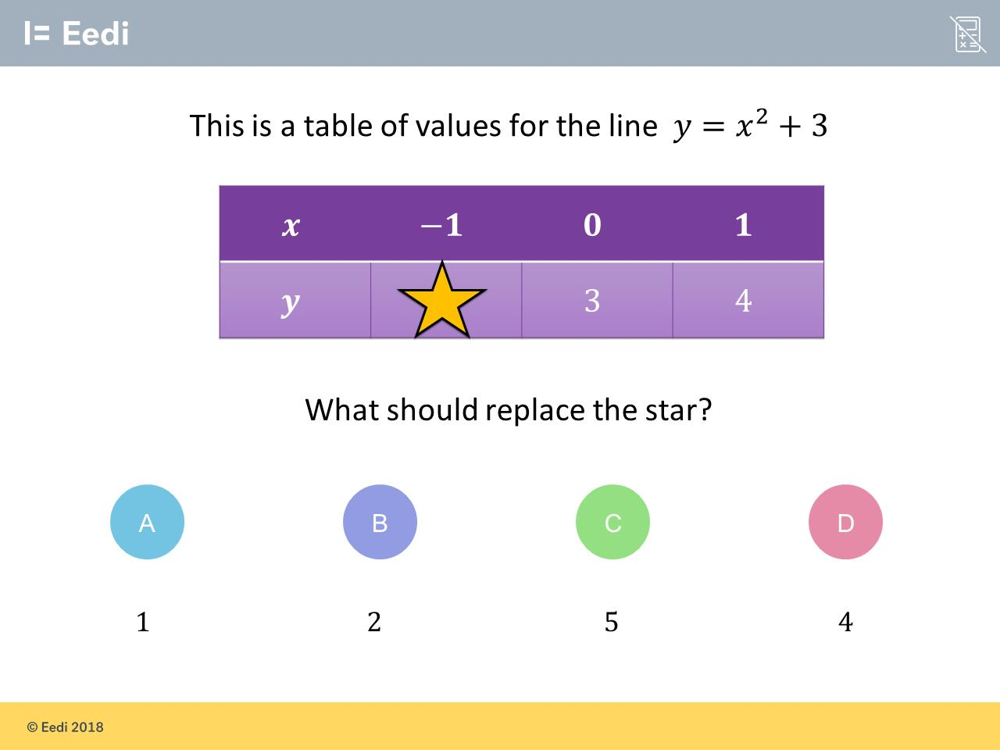 Eedi
This is a table of values for the line y = x² + 3
x −1 0 1
y 3 4
What should replace the star?
A B C D
1 2 5 4
© Eedi 2018